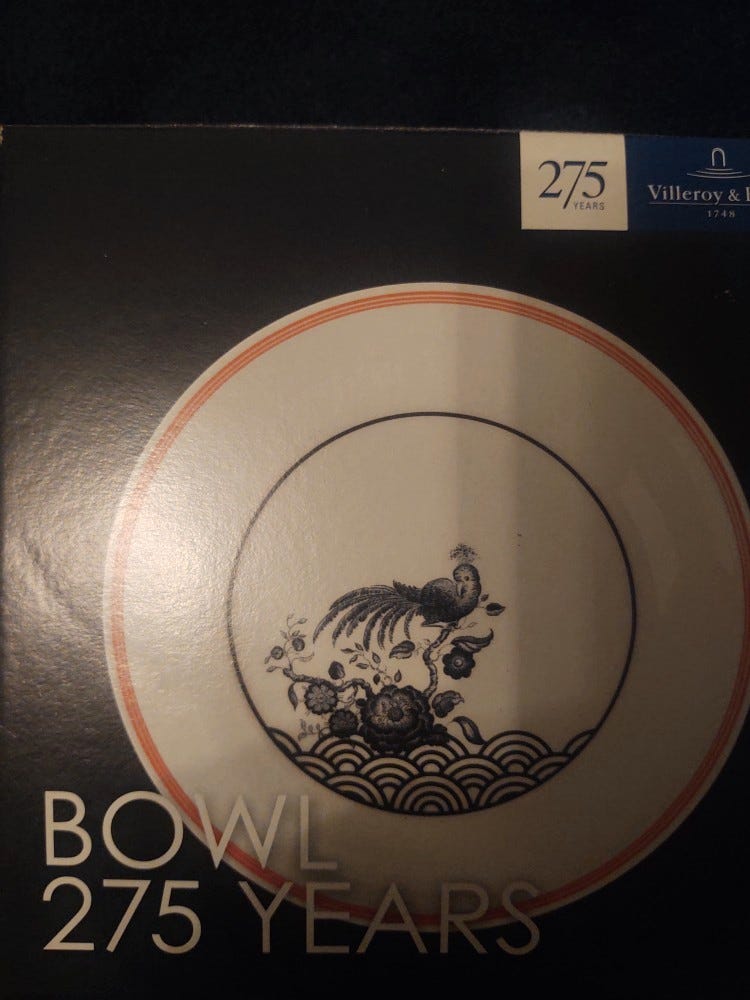 275
YEARS
Villeroy &
1748
BOWL
275 YEARS